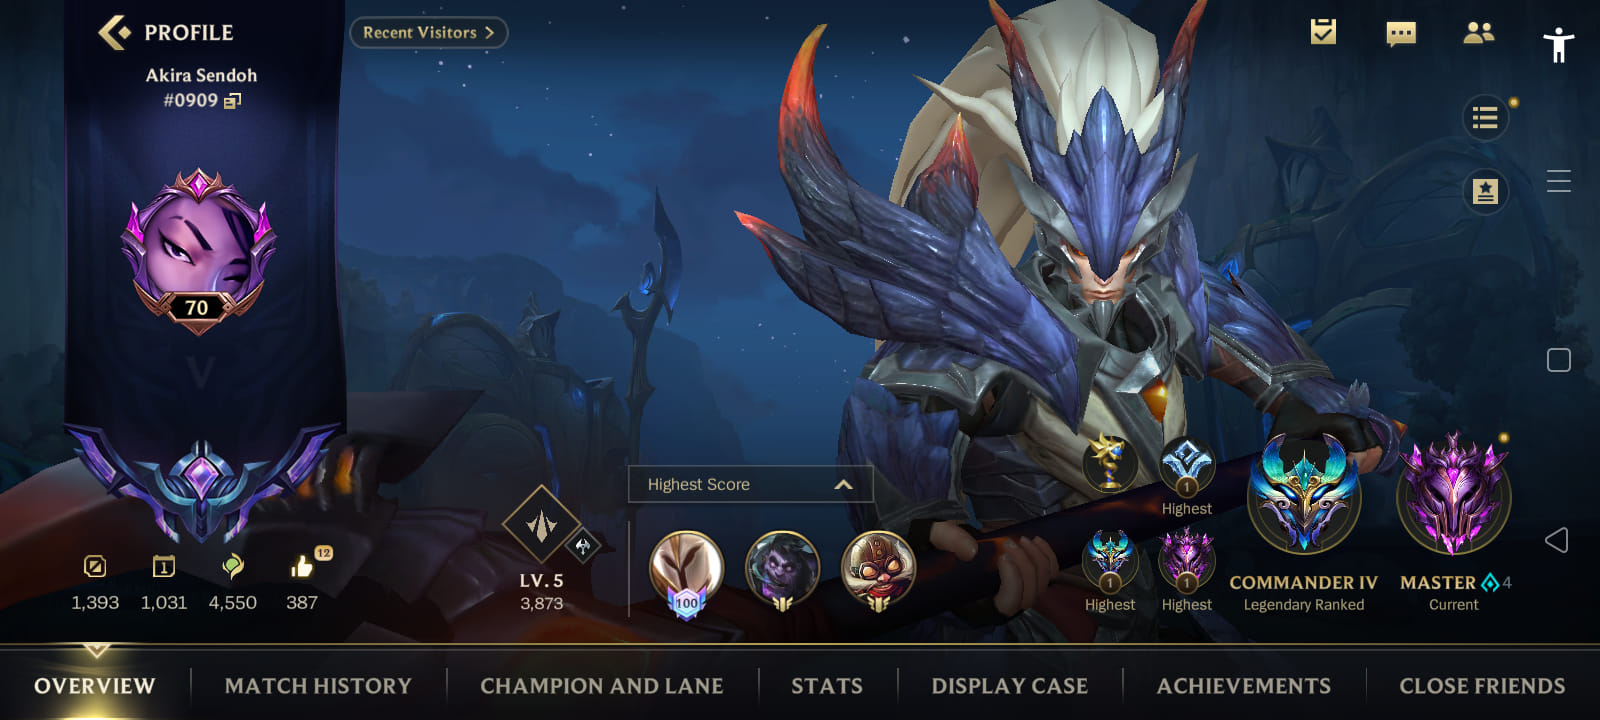 PROFILE
Recent Visitors
Akira Sendoh
#0909
70
V
12
1,393
1,031
4,550
387
1
LV. 5
3,873
Highest Score
100
1
Highest
1
Highest
1
Highest
COMMANDER IV
Legendary Ranked
MASTER 4
Current
OVERVIEW
MATCH HISTORY
CHAMPION AND LANE
STATS
DISPLAY CASE
ACHIEVEMENTS
CLOSE FRIENDS